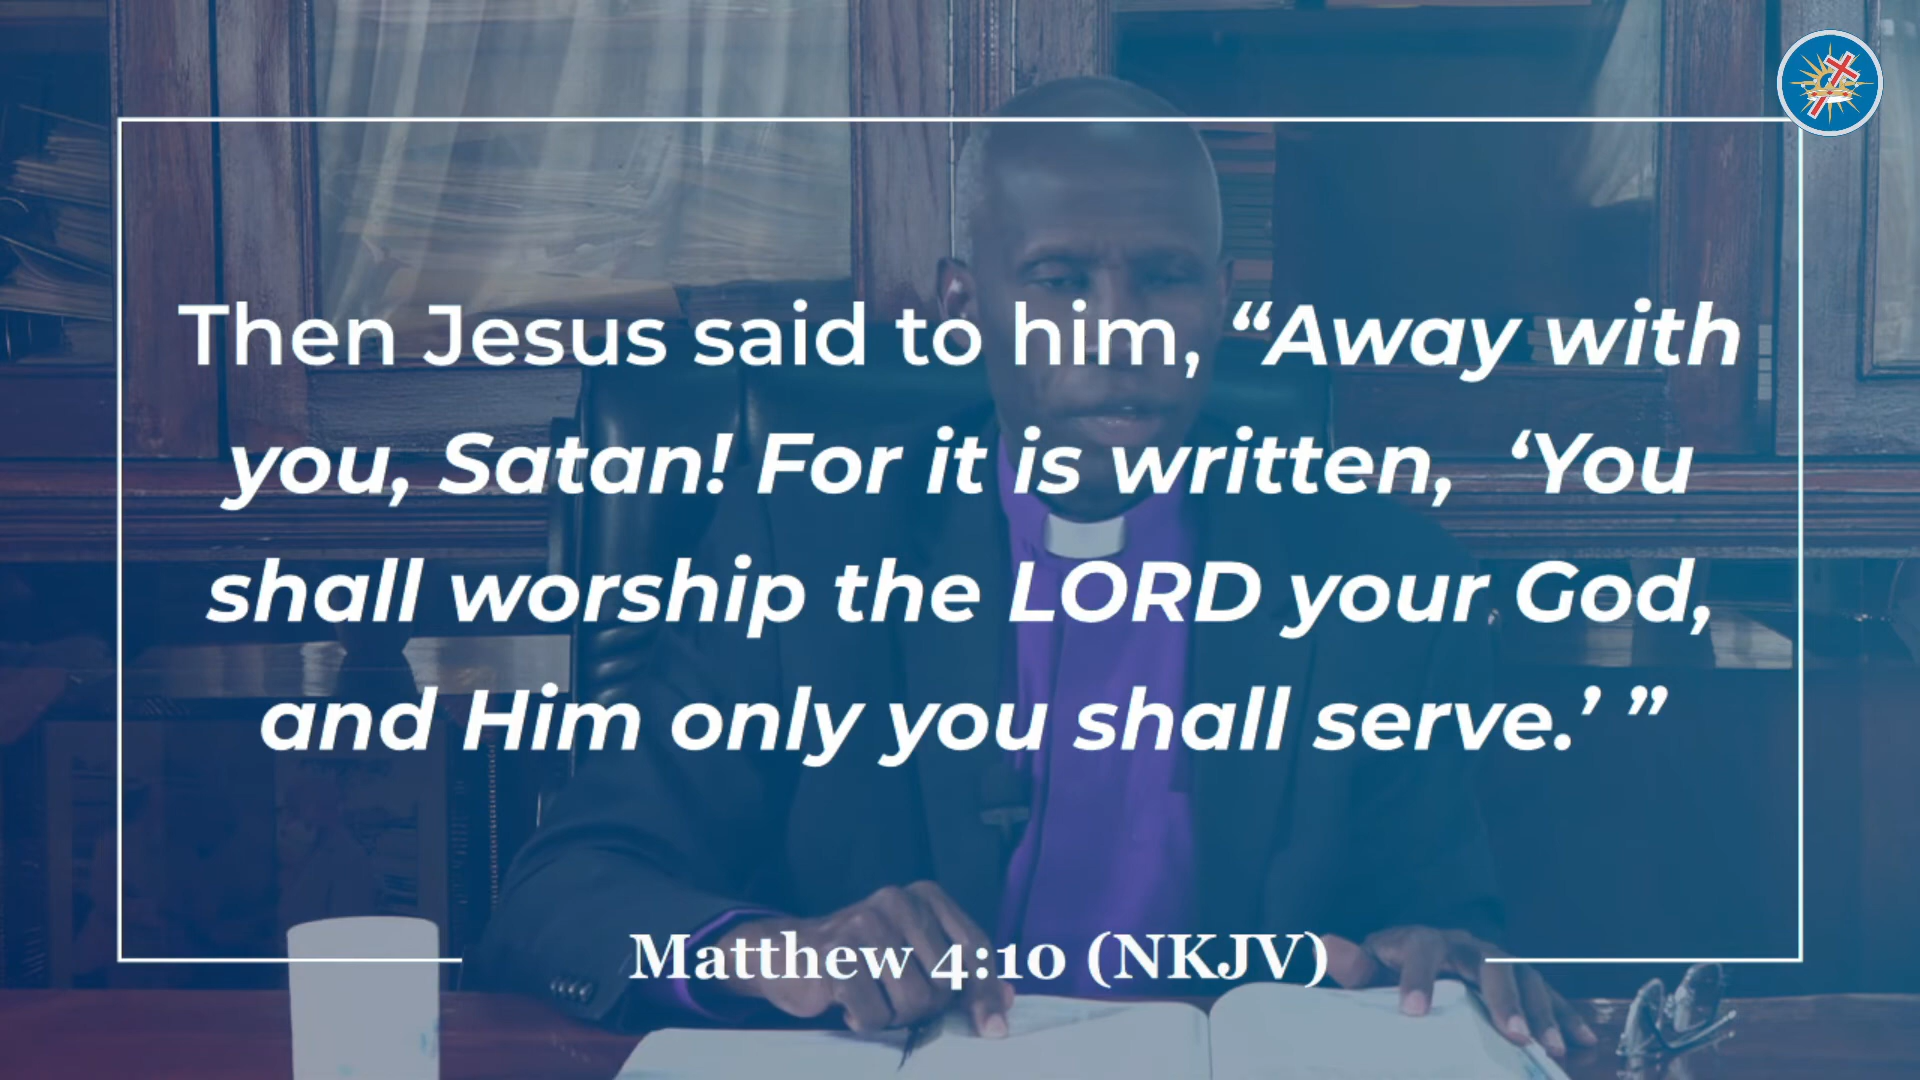 Then Jesus said to him, “Away with
you, Satan! For it is written,  ‘You
shall worship the LORD your God,
and Him only you shall serve.’ ”
Matthew 4:10 (NKJV)